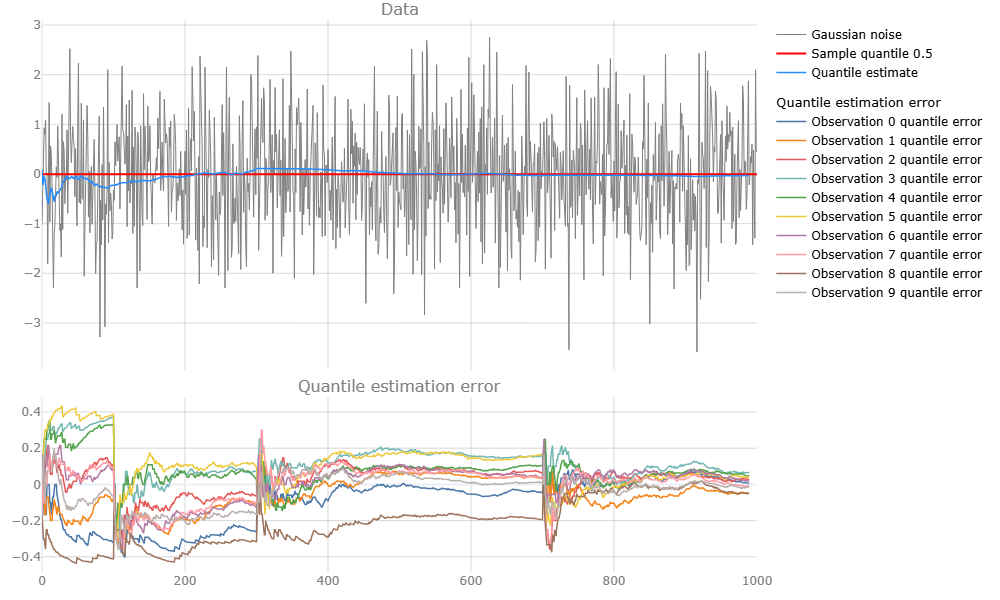 Data
3
2
1
0
−1
−2
−3
Gaussian noise
Sample quantile 0.5
Quantile estimate
Quantile estimation error
Observation 0 quantile error
Observation 1 quantile error
Observation 2 quantile error
Observation 3 quantile error
Observation 4 quantile error
Observation 5 quantile error
Observation 6 quantile error
Observation 7 quantile error
Observation 8 quantile error
Observation 9 quantile error
Quantile estimation error
0.4
0.2
0
−0.2
−0.4
0 200 400 600 800 1000